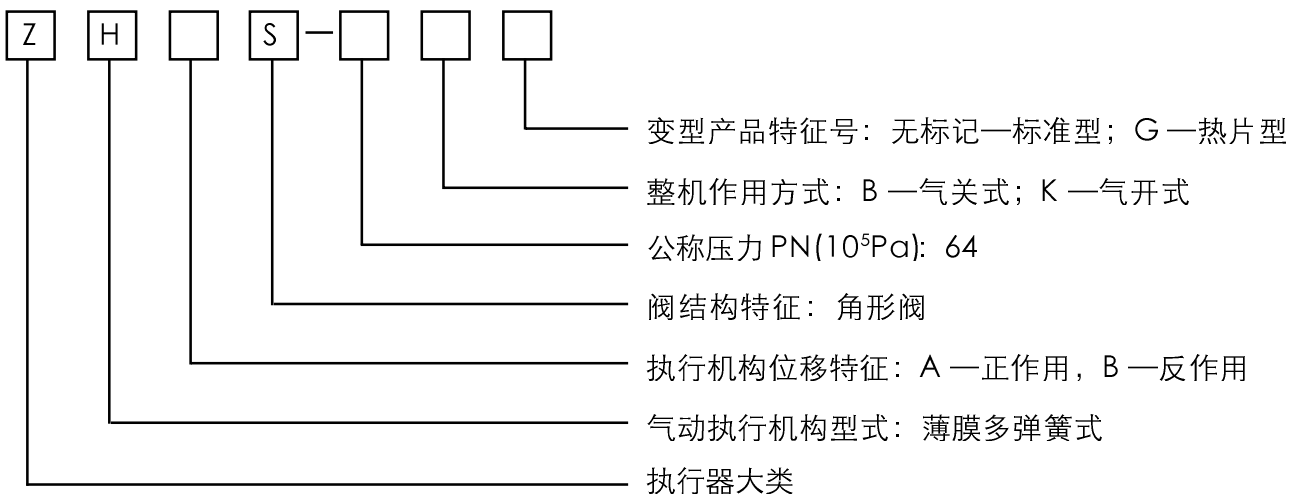 Z H S —
变型产品特征号：无标记—标准型；G —热片型
整机作用方式：B —气关式；K —气开式
公称压力 PN(10⁵Pa)：64
阀结构特征：角形阀
执行机构位移特征：A —正作用，B —反作用
气动执行机构型式：薄膜多弹簧式
执行器大类